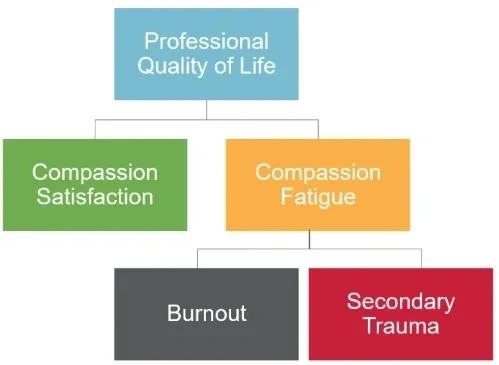 Professional
Quality of Life
Compassion
Satisfaction
Compassion
Fatigue
Burnout
Secondary
Trauma